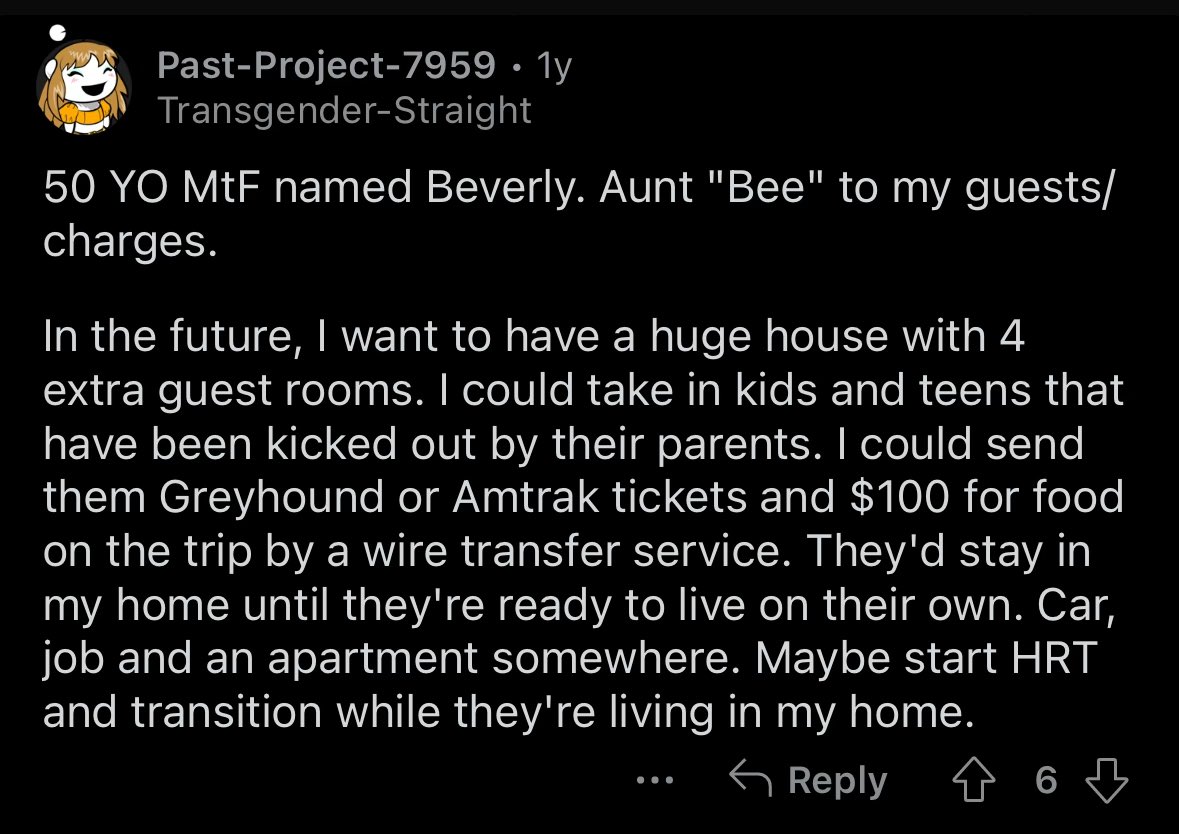 Past-Project-7959 • 1y
Transgender-Straight
50 YO MtF named Beverly. Aunt "Bee" to my guests/
charges.
In the future, I want to have a huge house with 4
extra guest rooms. I could take in kids and teens that
have been kicked out by their parents. I could send
them Greyhound or Amtrak tickets and $100 for food
on the trip by a wire transfer service. They'd stay in
my home until they're ready to live on their own. Car,
job and an apartment somewhere. Maybe start HRT
and transition while they're living in my home.
... Reply 6